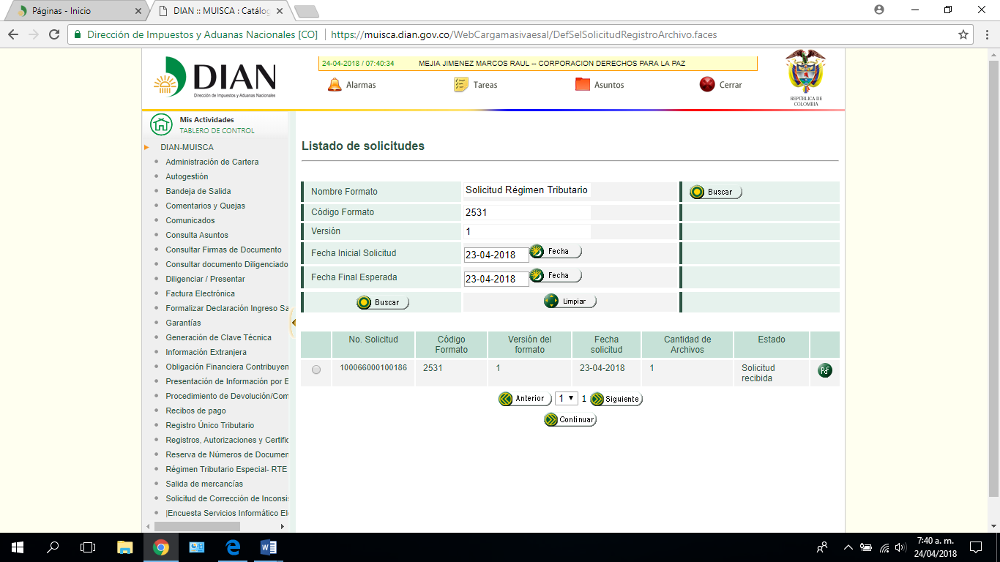 Páginas - Inicio
DIAN :: MUISCA : Catálog
Dirección de Impuestos y Aduanas Nacionales [CO]
https://muisca.dian.gov.co/WebCargamasivaesal/DefSelSolicitudRegistroArchivo.faces
DIAN
Dirección de Impuestos y Aduanas Nacionales
24-04-2018 / 07:40:34 MEJIA JIMENEZ MARCOS RAUL -- CORPORACION DERECHOS PARA LA PAZ
Alarmas Tareas Asuntos Cerrar
REPÚBLICA DE
COLOMBIA
Mis Actividades
TABLERO DE CONTROL
DIAN-MUISCA
Administración de Cartera
Autogestión
Bandeja de Salida
Comentarios y Quejas
Comunicados
Consulta Asuntos
Consultar Firmas de Documento
Consultar documento Diligenciado
Diligenciar / Presentar
Factura Electrónica
Formalizar Declaración Ingreso Sa
Garantías
Generación de Clave Técnica
Información Extranjera
Obligación Financiera Contribuyen
Presentación de Información por E
Procedimiento de Devolución/Com
Recibos de pago
Registro Único Tributario
Registros, Autorizaciones y Certific
Reserva de Números de Documen
Régimen Tributario Especial- RTE
Salida de mercancías
Solicitud de Corrección de Inconsis
|Encuesta Servicios Informático Ele
Listado de solicitudes
Nombre Formato Solicitud Régimen Tributario Buscar
Código Formato 2531
Versión 1
Fecha Inicial Solicitud 23-04-2018 Fecha
Fecha Final Esperada 23-04-2018 Fecha
Buscar Limpiar
No. Solicitud Código Formato Versión del formato Fecha solicitud Cantidad de Archivos Estado
100066000100186 2531 1 23-04-2018 1 Solicitud recibida Pdf
Anterior 1 1 Siguiente
Continuar
7:40 a. m.
24/04/2018